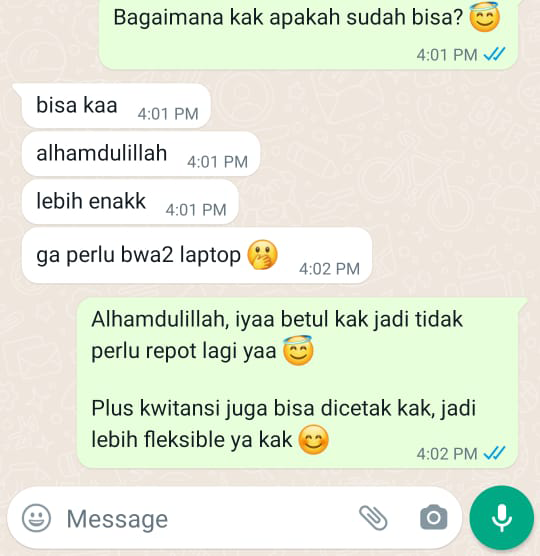 Bagaimana kak apakah sudah bisa? 😇
4:01 PM
bisa kaa 4:01 PM
alhamdulillah 4:01 PM
lebih enakk 4:01 PM
ga perlu bwa2 laptop 🤭 4:02 PM
Alhamdulillah, iyaa betul kak jadi tidak
perlu repot lagi yaa 😇
Plus kwitansi juga bisa dicetak kak, jadi
lebih fleksible ya kak 😊
4:02 PM
Message